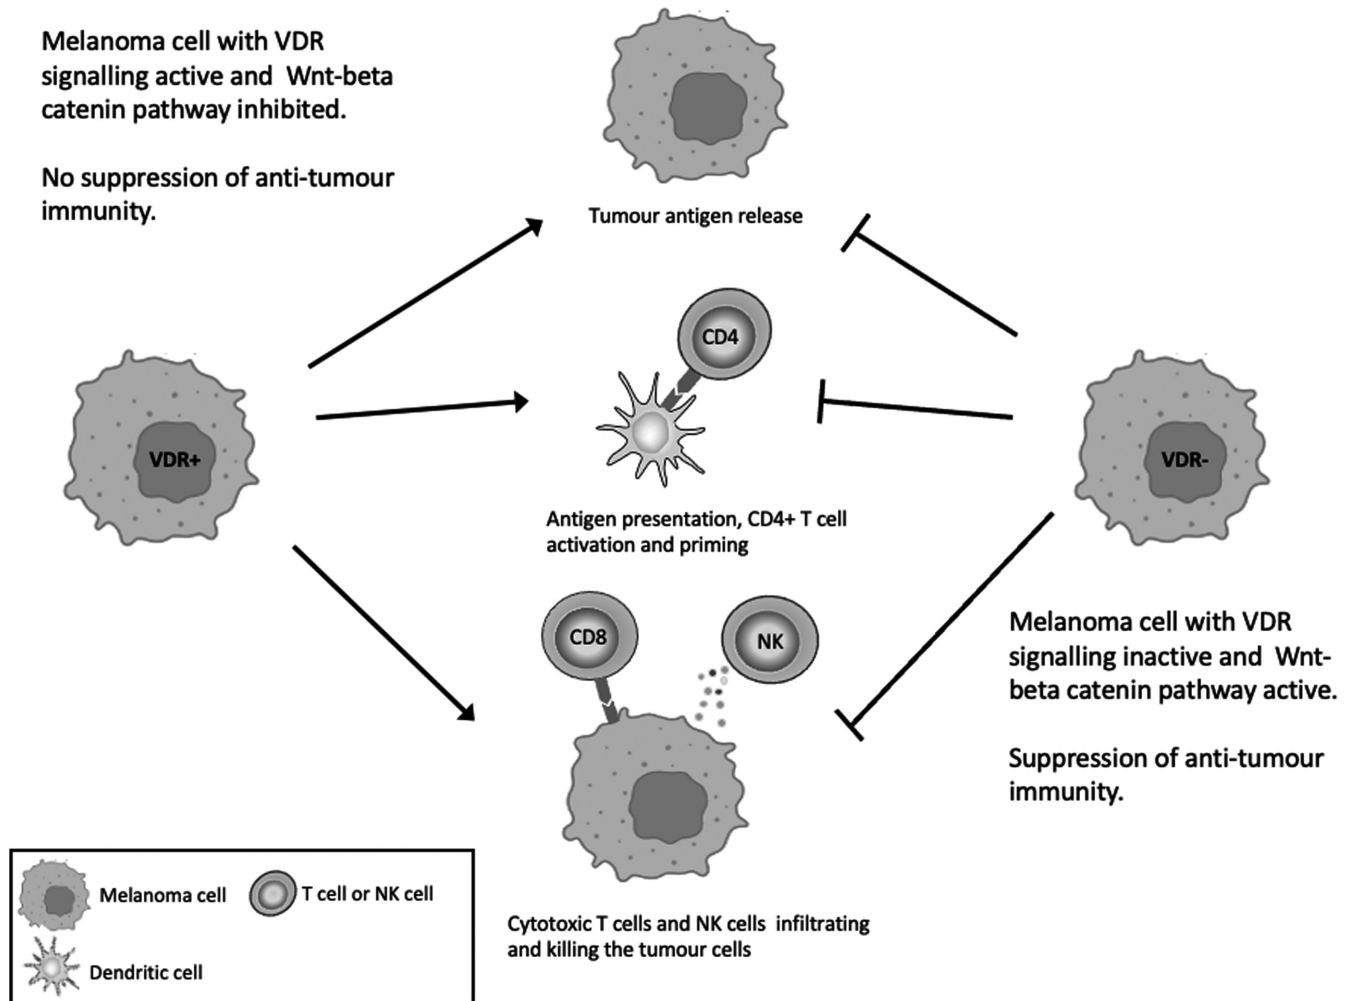 Melanoma cell with VDR
signalling active and Wnt-beta
catenin pathway inhibited.
No suppression of anti-tumour
immunity.
Tumour antigen release
CD4
VDR+
VDR-
Antigen presentation, CD4+ T cell
activation and priming
CD8
NK
Melanoma cell with VDR
signalling inactive and Wnt-
beta catenin pathway active.
Suppression of anti-tumour
immunity.
Melanoma cell
T cell or NK cell
Dendritic cell
Cytotoxic T cells and NK cells infiltrating
and killing the tumour cells